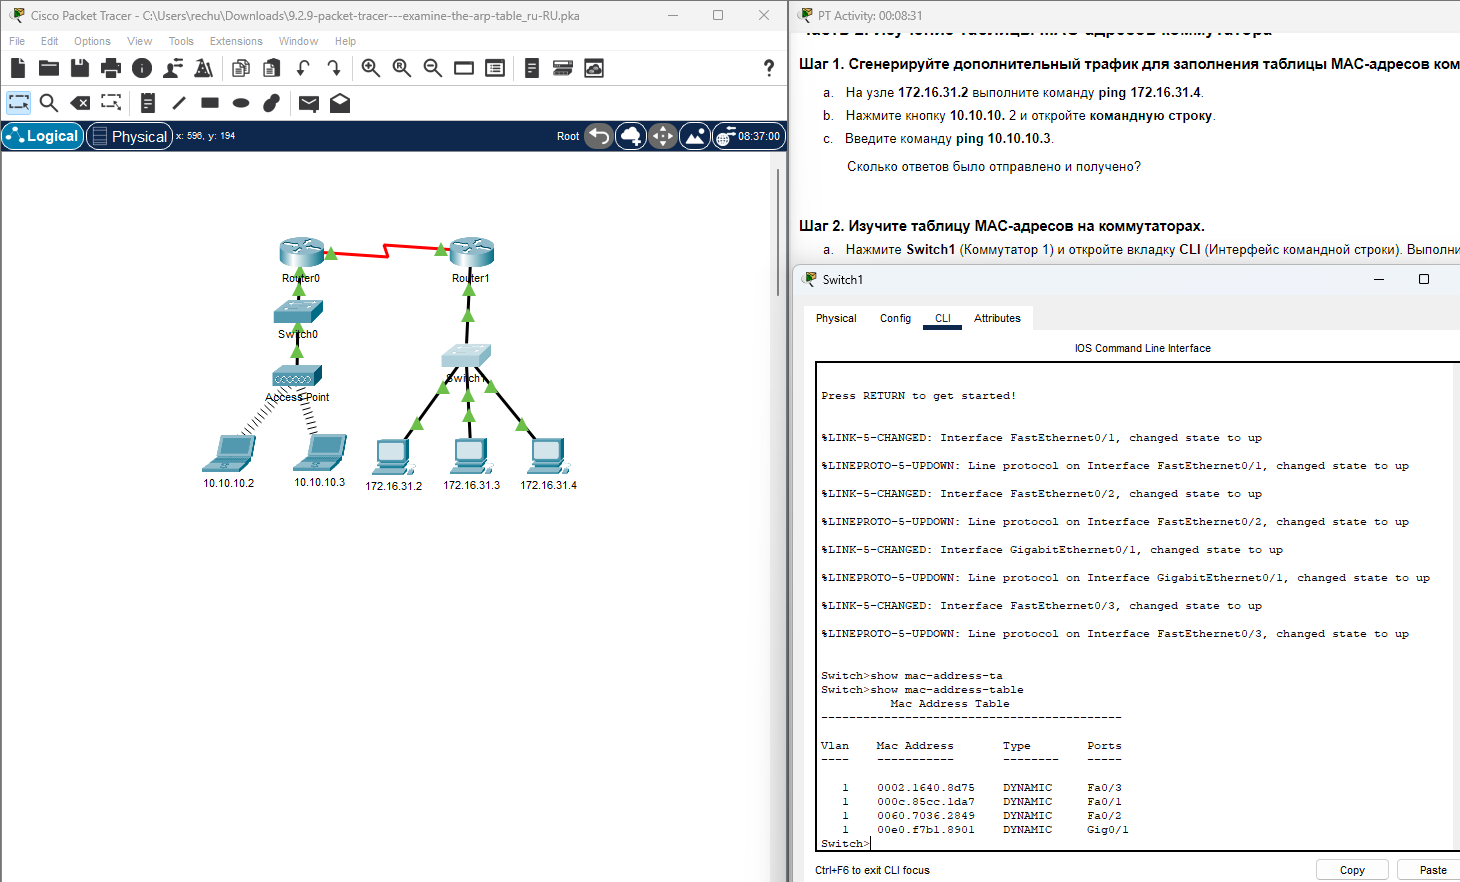 Cisco Packet Tracer - C:\Users\rechu\Downloads\9.2.9-packet-tracer---examine-the-arp-table_ru-RU.pka
File Edit Options View Tools Extensions Window Help
?
Logical
Physical
x: 596, y: 194
Root
08:37:00
Router0
Router1
Switch0
Switch1
Access Point
10.10.10.2
10.10.10.3
172.16.31.2
172.16.31.3
172.16.31.4
PT Activity: 00:08:31
Часть 2. Изучение таблицы MAC-адресов коммутатора
Шаг 1. Сгенерируйте дополнительный трафик для заполнения таблицы MAC-адресов ком
a. На узле 172.16.31.2 выполните команду ping 172.16.31.4.
b. Нажмите кнопку 10.10.10. 2 и откройте командную строку.
c. Введите команду ping 10.10.10.3.
Сколько ответов было отправлено и получено?
Шаг 2. Изучите таблицу MAC-адресов на коммутаторах.
a. Нажмите Switch1 (Коммутатор 1) и откройте вкладку CLI (Интерфейс командной строки). Выполни
Switch1
Physical Config CLI Attributes
IOS Command Line Interface
Press RETURN to get started!
%LINK-5-CHANGED: Interface FastEthernet0/1, changed state to up
%LINEPROTO-5-UPDOWN: Line protocol on Interface FastEthernet0/1, changed state to up
%LINK-5-CHANGED: Interface FastEthernet0/2, changed state to up
%LINEPROTO-5-UPDOWN: Line protocol on Interface FastEthernet0/2, changed state to up
%LINK-5-CHANGED: Interface GigabitEthernet0/1, changed state to up
%LINEPROTO-5-UPDOWN: Line protocol on Interface GigabitEthernet0/1, changed state to up
%LINK-5-CHANGED: Interface FastEthernet0/3, changed state to up
%LINEPROTO-5-UPDOWN: Line protocol on Interface FastEthernet0/3, changed state to up
Switch>show mac-address-ta
Switch>show mac-address-table
Mac Address Table
-------------------------------------------
Vlan Mac Address Type Ports
---- ----------- -------- -----
1 0002.1640.8d75 DYNAMIC Fa0/3
1 000c.85cc.1da7 DYNAMIC Fa0/1
1 0060.7036.2849 DYNAMIC Fa0/2
1 00e0.f7b1.8901 DYNAMIC Gig0/1
Switch>
Ctrl+F6 to exit CLI focus
Copy
Paste